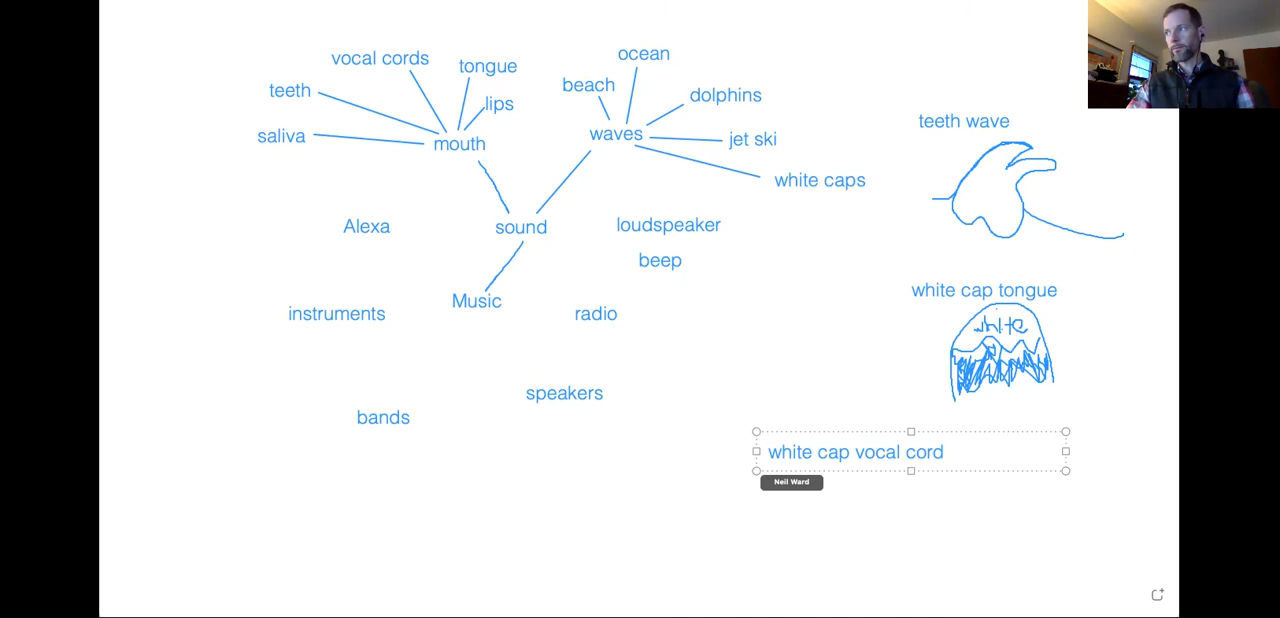 ocean
vocal cords
tongue
beach
teeth
dolphins
lips
teeth wave
saliva
mouth
waves
jet ski
white caps
Alexa
sound
loudspeaker
beep
white cap tongue
Music
instruments
radio
white
speakers
bands
white cap vocal cord
Neil Ward